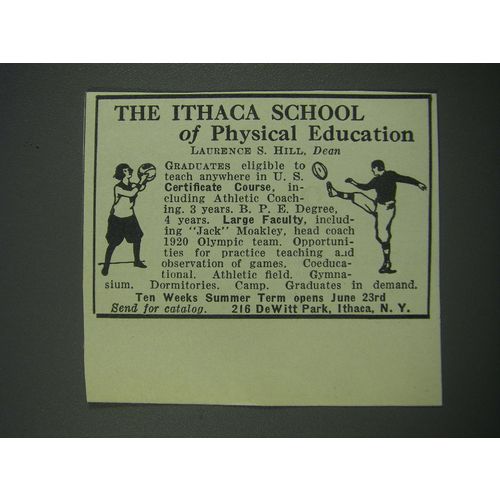 THE ITHACA SCHOOL
of Physical Education
LAURENCE S. HILL, Dean
GRADUATES eligible to
teach anywhere in U. S.
Certificate Course, in-
cluding Athletic Coach-
ing. 3 years. B. P. E. Degree,
4 years. Large Faculty, includ-
ing "Jack" Moakley, head coach
1920 Olympic team. Opportuni-
ties for practice teaching and
observation of games. Coeduca-
tional. Athletic field. Gymna-
sium. Dormitories. Camp. Graduates in demand.
Ten Weeks Summer Term opens June 23rd
Send for catalog. 216 DeWitt Park, Ithaca, N. Y.